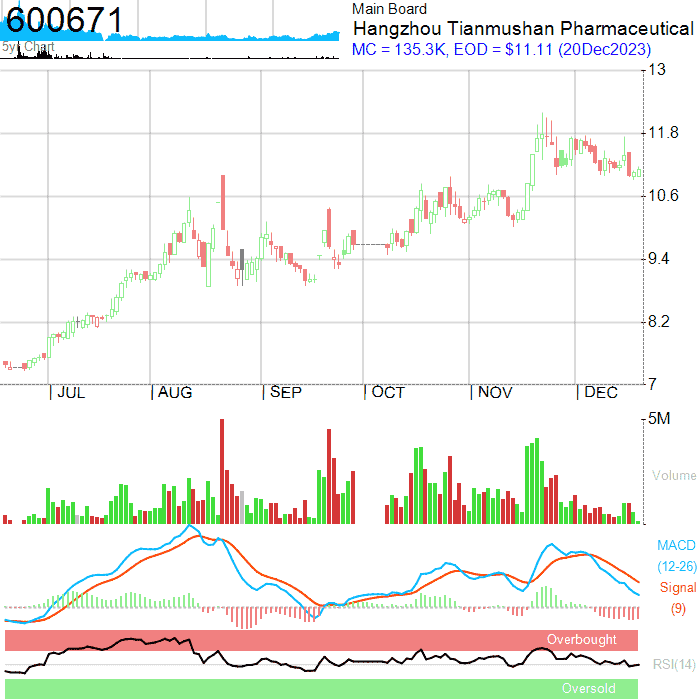 600671
5y Chart
Main Board
Hangzhou Tianmushan Pharmaceutical
MC = 135.3K, EOD = $11.11 (20Dec2023)
13
11.8
10.6
9.4
8.2
7
JUL AUG SEP OCT NOV DEC
5M
Volume
MACD
(12-26)
Signal
(9)
Overbought
RSI(14)
Oversold